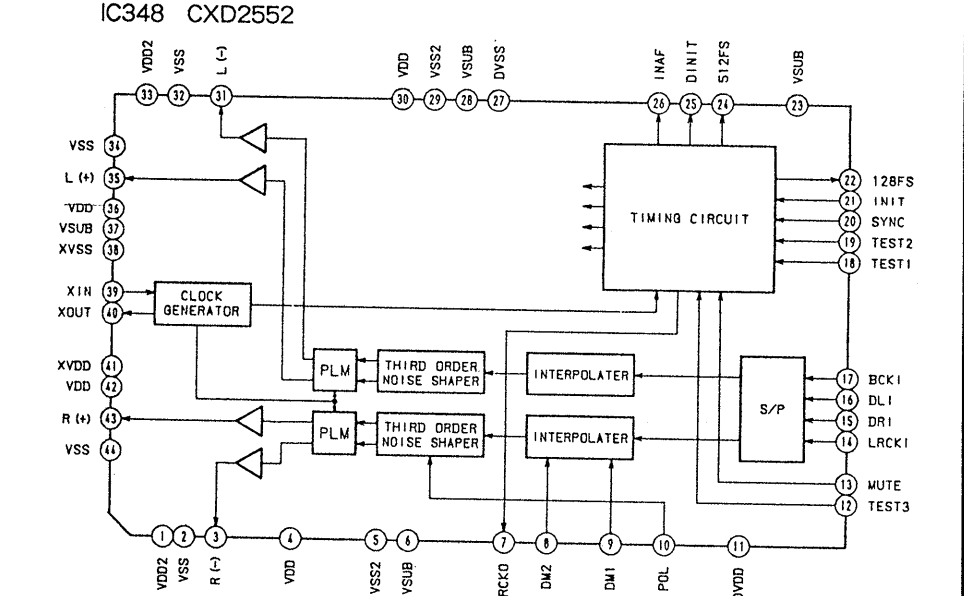 IC348 CXD2552
VDD2
VSS
L (-)
VDD
VSS2
VSUB
DVSS
INAF
DINIT
512FS
VSUB
33
32
31
30
29
28
27
26
25
24
23
VSS
34
L (+)
35
VDD
36
VSUB
37
XVSS
38
XIN
39
XOUT
40
XVDD
41
VDD
42
R (+)
43
VSS
44
TIMING CIRCUIT
22
128FS
21
INIT
20
SYNC
19
TEST2
18
TEST1
CLOCK
GENERATOR
PLM
THIRD ORDER
NOISE SHAPER
INTERPOLATER
S/P
PLM
THIRD ORDER
NOISE SHAPER
INTERPOLATER
17
BCKI
16
DLI
15
DRI
14
LRCKI
13
MUTE
12
TEST3
1
2
3
4
5
6
7
8
9
10
11
VDD2
VSS
R (-)
VDD
VSS2
VSUB
RCKO
DM2
DM1
POL
DVDD